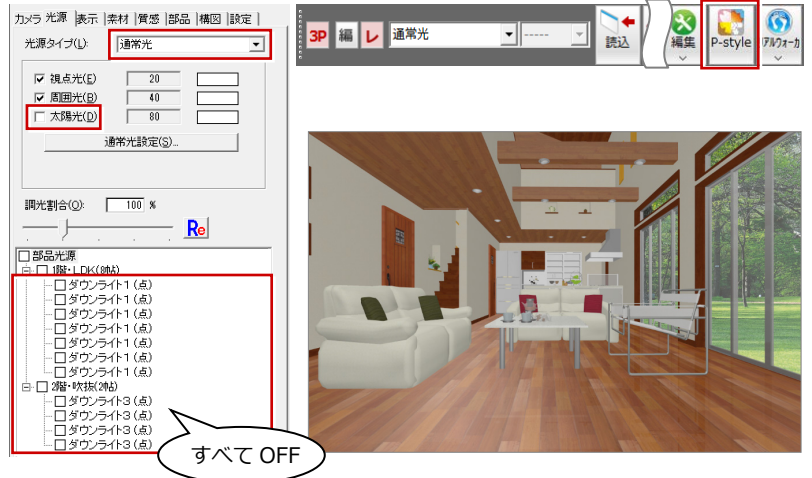 カメラ 光源 表示 素材 質感 部品 構図 設定
光源タイプ(L): 通常光
視点光(E) 20
周囲光(B) 40
太陽光(D) 80
通常光設定(S)...
調光割合(O): 100 %
Re
部品光源
1階・LDK(8帖)
ダウンライト1(点)
ダウンライト1(点)
ダウンライト1(点)
ダウンライト1(点)
ダウンライト1(点)
ダウンライト1(点)
ダウンライト1(点)
2階・吹抜(2帖)
ダウンライト3(点)
ダウンライト3(点)
ダウンライト3(点)
ダウンライト3(点)
すべて OFF
3P 編 レ 通常光 -----
読込
編集
P-style
アルウォーカ